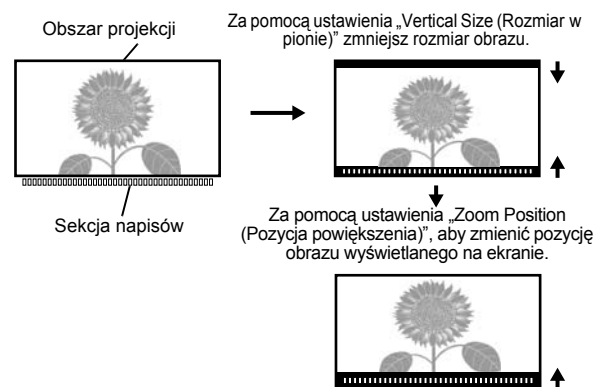 Obszar projekcji
Za pomocą ustawienia „Vertical Size (Rozmiar w
pionie)” zmniejsz rozmiar obrazu.
Sekcja napisów
Za pomocą ustawienia „Zoom Position
(Pozycja powiększenia)”, aby zmienić pozycję
obrazu wyświetlanego na ekranie.